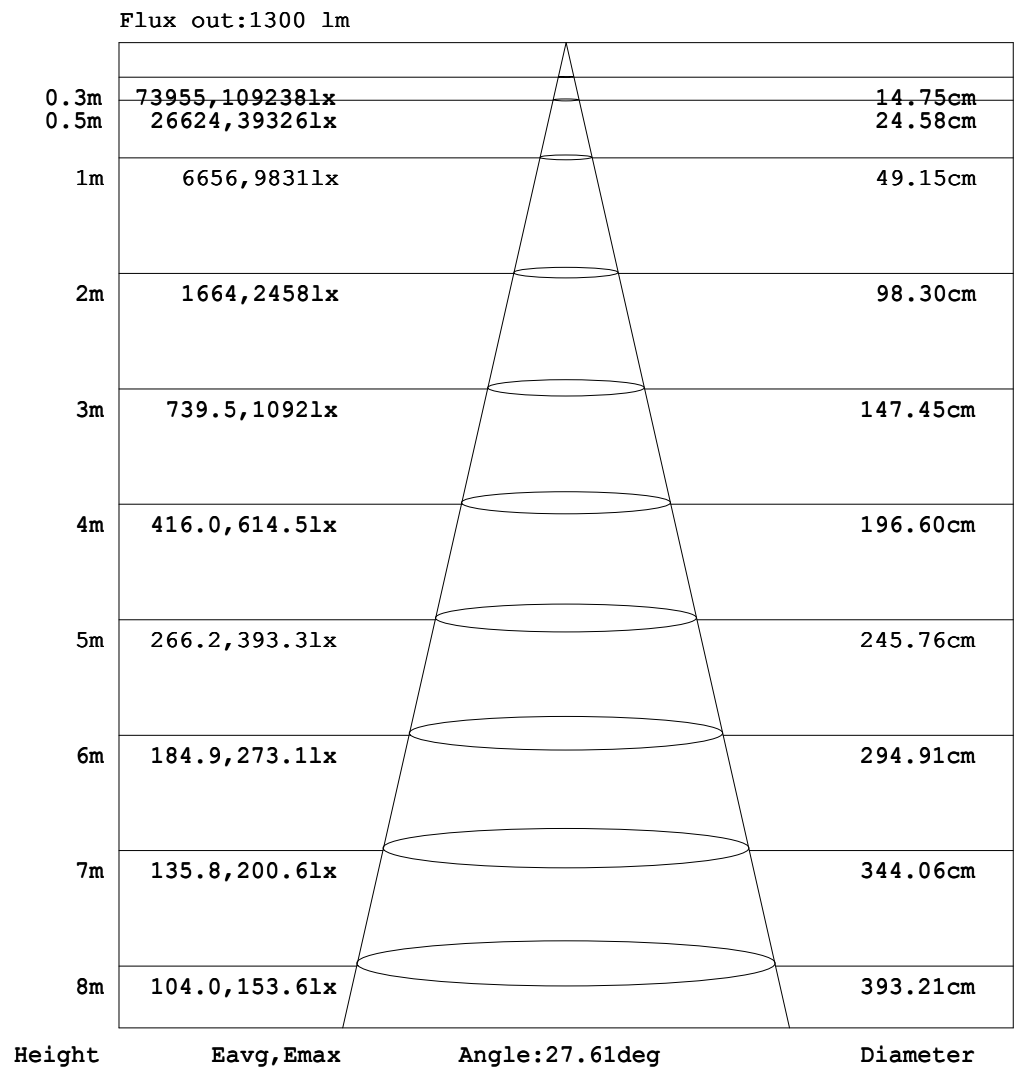 Flux out:1300 lm
0.3m 73955,109238lx 14.75cm
0.5m 26624,39326lx 24.58cm
1m 6656,9831lx 49.15cm
2m 1664,2458lx 98.30cm
3m 739.5,1092lx 147.45cm
4m 416.0,614.5lx 196.60cm
5m 266.2,393.3lx 245.76cm
6m 184.9,273.1lx 294.91cm
7m 135.8,200.6lx 344.06cm
8m 104.0,153.6lx 393.21cm
Height Eavg,Emax Angle:27.61deg Diameter